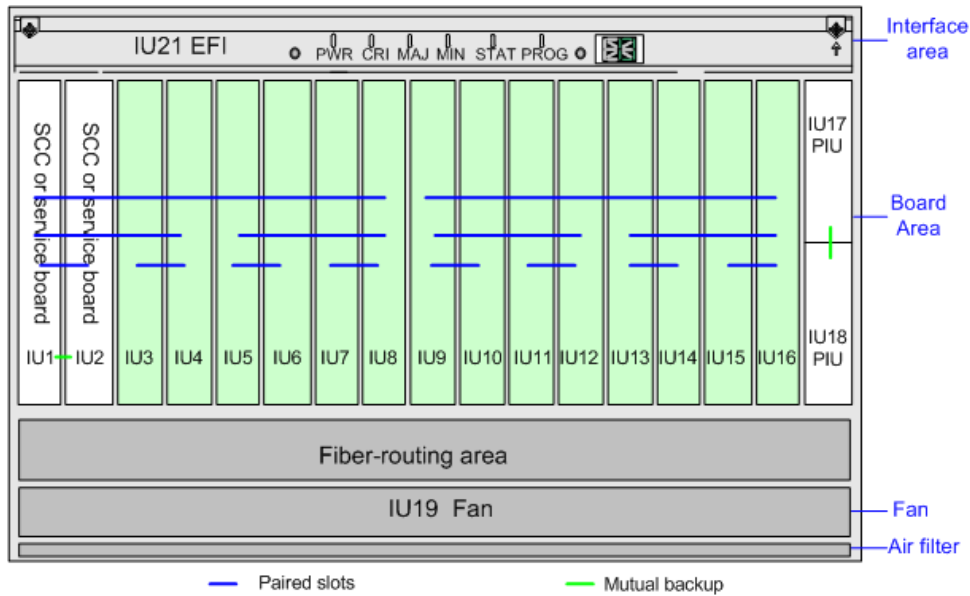 IU21 EFI
PWR CRI MAJ MIN STAT PROG
Interface
area
SCC or service board
SCC or service board
IU17
PIU
Board
Area
IU1 IU2 IU3 IU4 IU5 IU6 IU7 IU8 IU9 IU10 IU11 IU12 IU13 IU14 IU15 IU16
IU18
PIU
Fiber-routing area
IU19 Fan
Fan
Air filter
Paired slots
Mutual backup